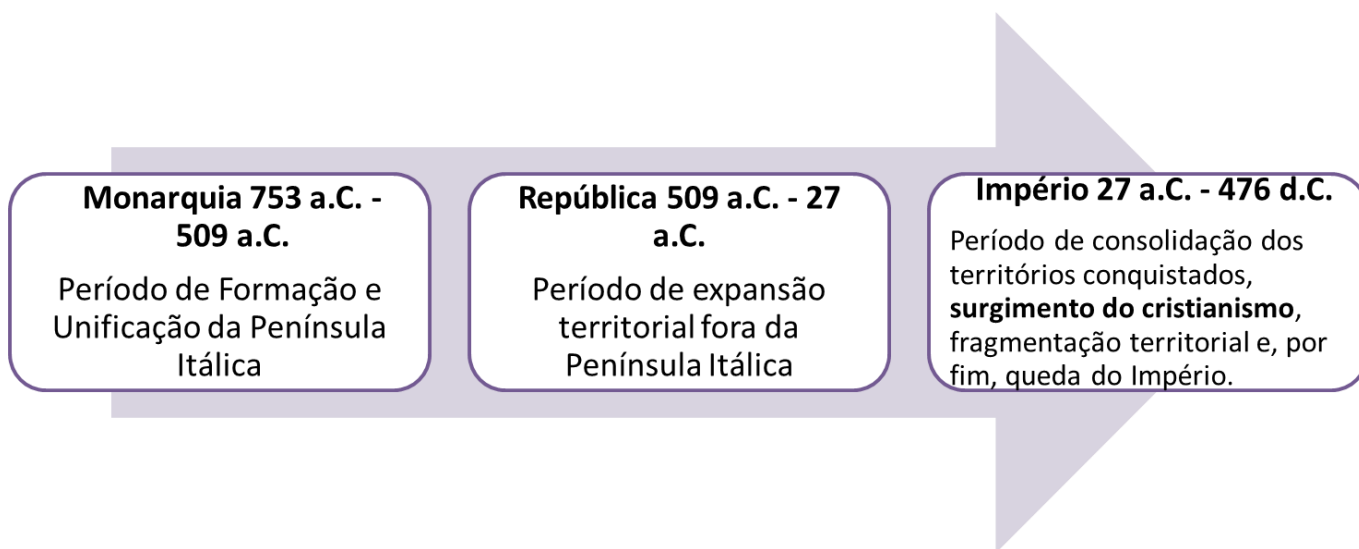 Monarquia 753 a.C. -
509 a.C.
Período de Formação e
Unificação da Península
Itálica
República 509 a.C. - 27
a.C.
Período de expansão
territorial fora da
Península Itálica
Império 27 a.C. - 476 d.C.
Período de consolidação dos
territórios conquistados,
surgimento do cristianismo,
fragmentação territorial e, por
fim, queda do Império.